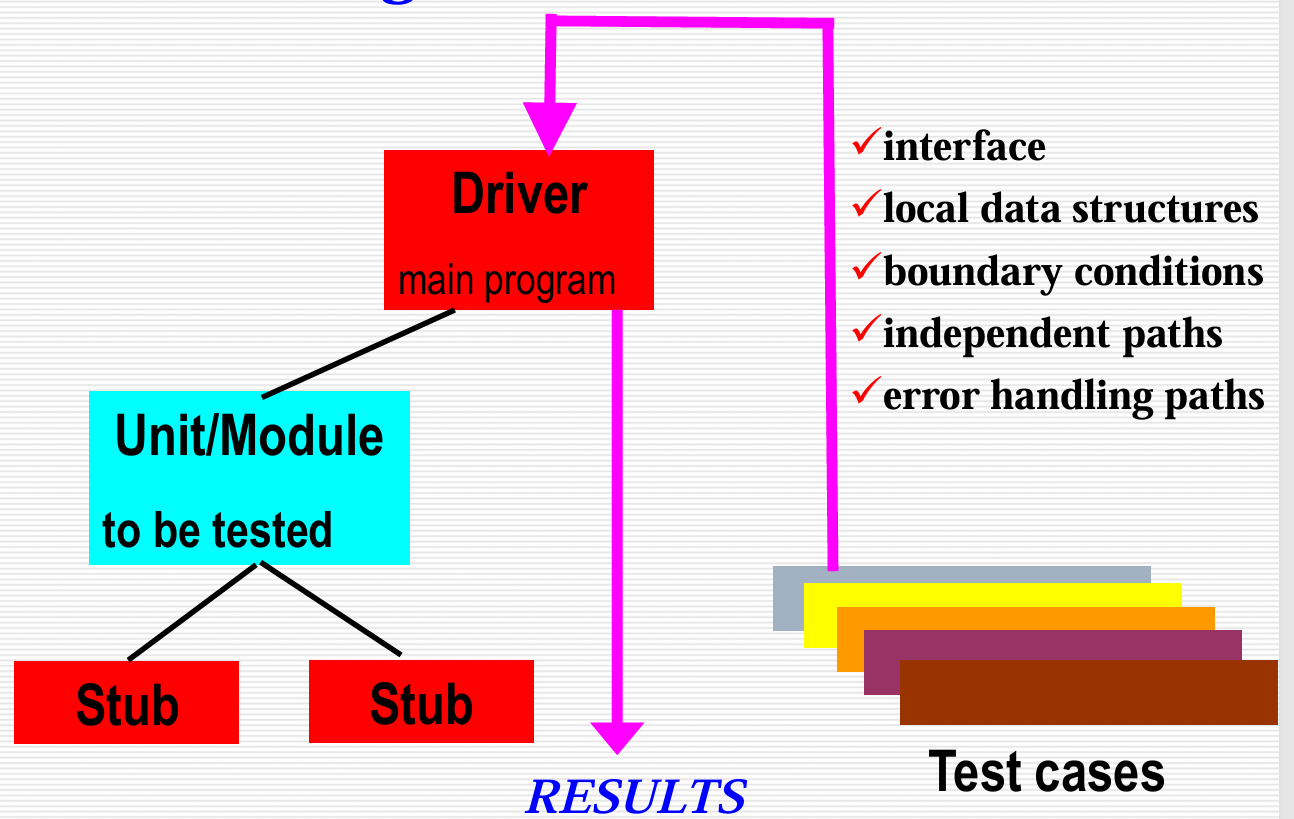 Driver
main program
interface
local data structures
boundary conditions
independent paths
error handling paths
Unit/Module
to be tested
Stub
Stub
RESULTS
Test cases